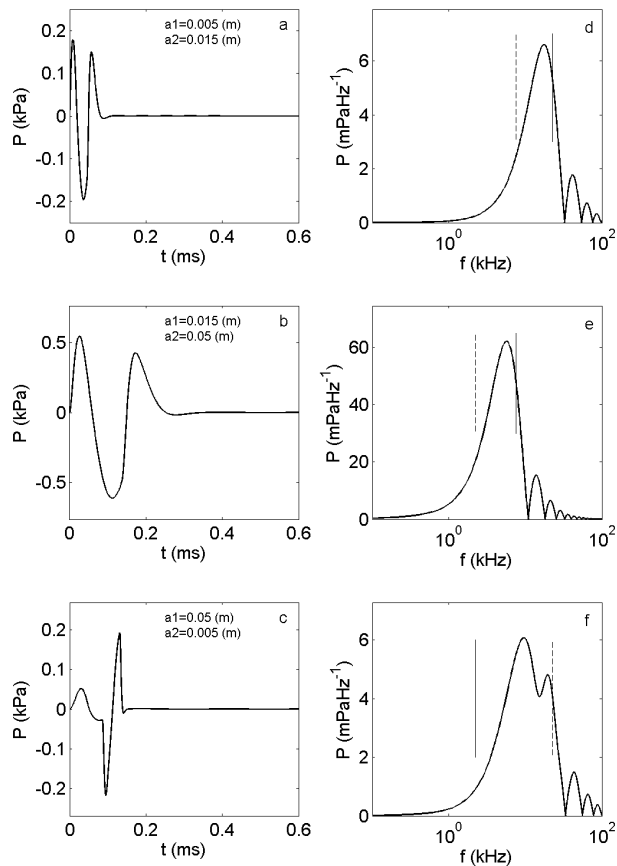 a1=0.005 (m) a
a2=0.015 (m)
P (kPa)
0.2
0.1
0
-0.1
-0.2
0 0.2 0.4 0.6
t (ms)
d
P (mPaHz⁻¹)
6
4
2
0
10⁰ 10²
f (kHz)
a1=0.015 (m) b
a2=0.05 (m)
P (kPa)
0.5
0
-0.5
0 0.2 0.4 0.6
t (ms)
e
P (mPaHz⁻¹)
60
40
20
0
10⁰ 10²
f (kHz)
a1=0.05 (m) c
a2=0.005 (m)
P (kPa)
0.2
0.1
0
-0.1
-0.2
0 0.2 0.4 0.6
t (ms)
f
P (mPaHz⁻¹)
6
4
2
0
10⁰ 10²
f (kHz)